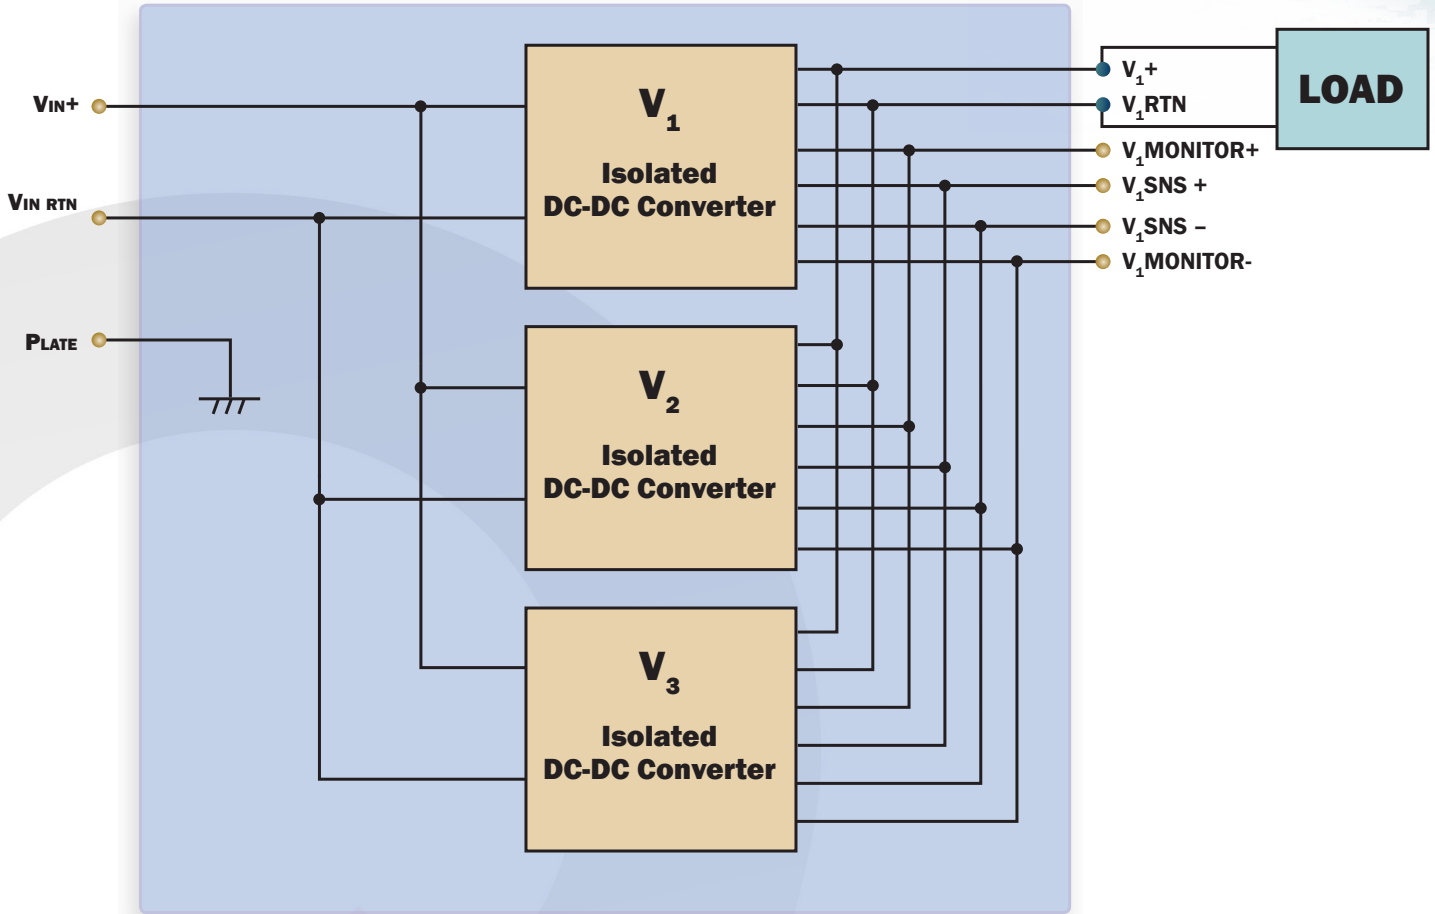 VIN+
VIN RTN
PLATE
V1
Isolated
DC-DC Converter
V2
Isolated
DC-DC Converter
V3
Isolated
DC-DC Converter
V1+
V1RTN
V1MONITOR+
V1SNS +
V1SNS –
V1MONITOR-
LOAD